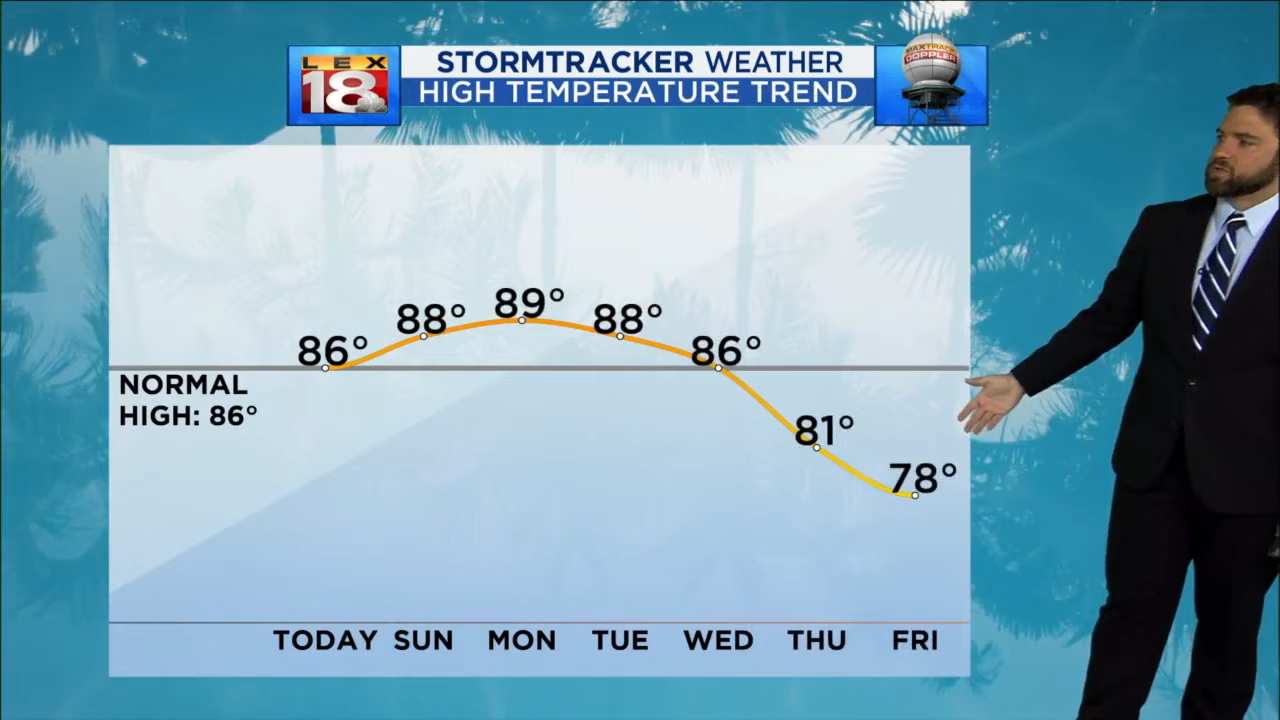 LEX
18
STORMTRACKER WEATHER
HIGH TEMPERATURE TREND
MAXTRACK
DOPPLER
86° 88° 89° 88° 86° 81° 78°
NORMAL
HIGH: 86°
TODAY SUN MON TUE WED THU FRI